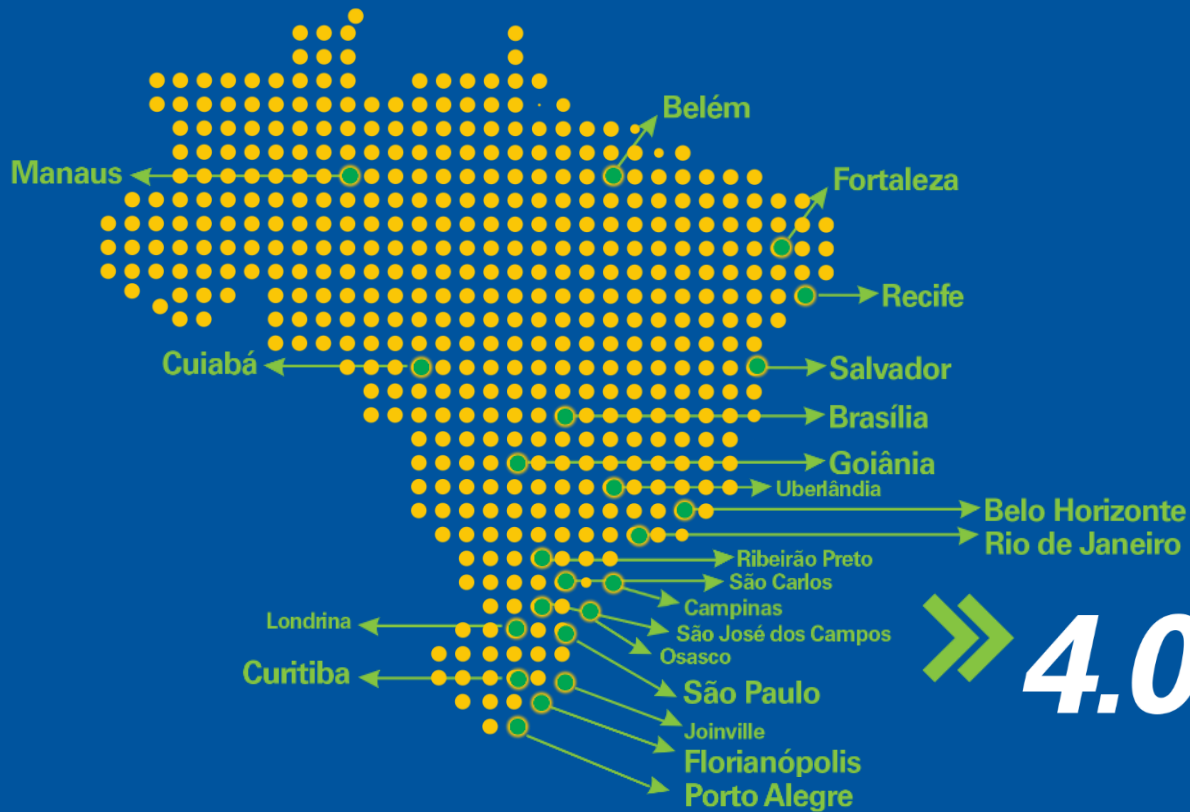 Belém
Manaus
Fortaleza
Recife
Cuiabá
Salvador
Brasília
Goiânia
Uberlândia
Belo Horizonte
Rio de Janeiro
Ribeirão Preto
São Carlos
Campinas
Londrina
São José dos Campos
Osasco
Curitiba
São Paulo
Joinville
Florianópolis
Porto Alegre
4.0